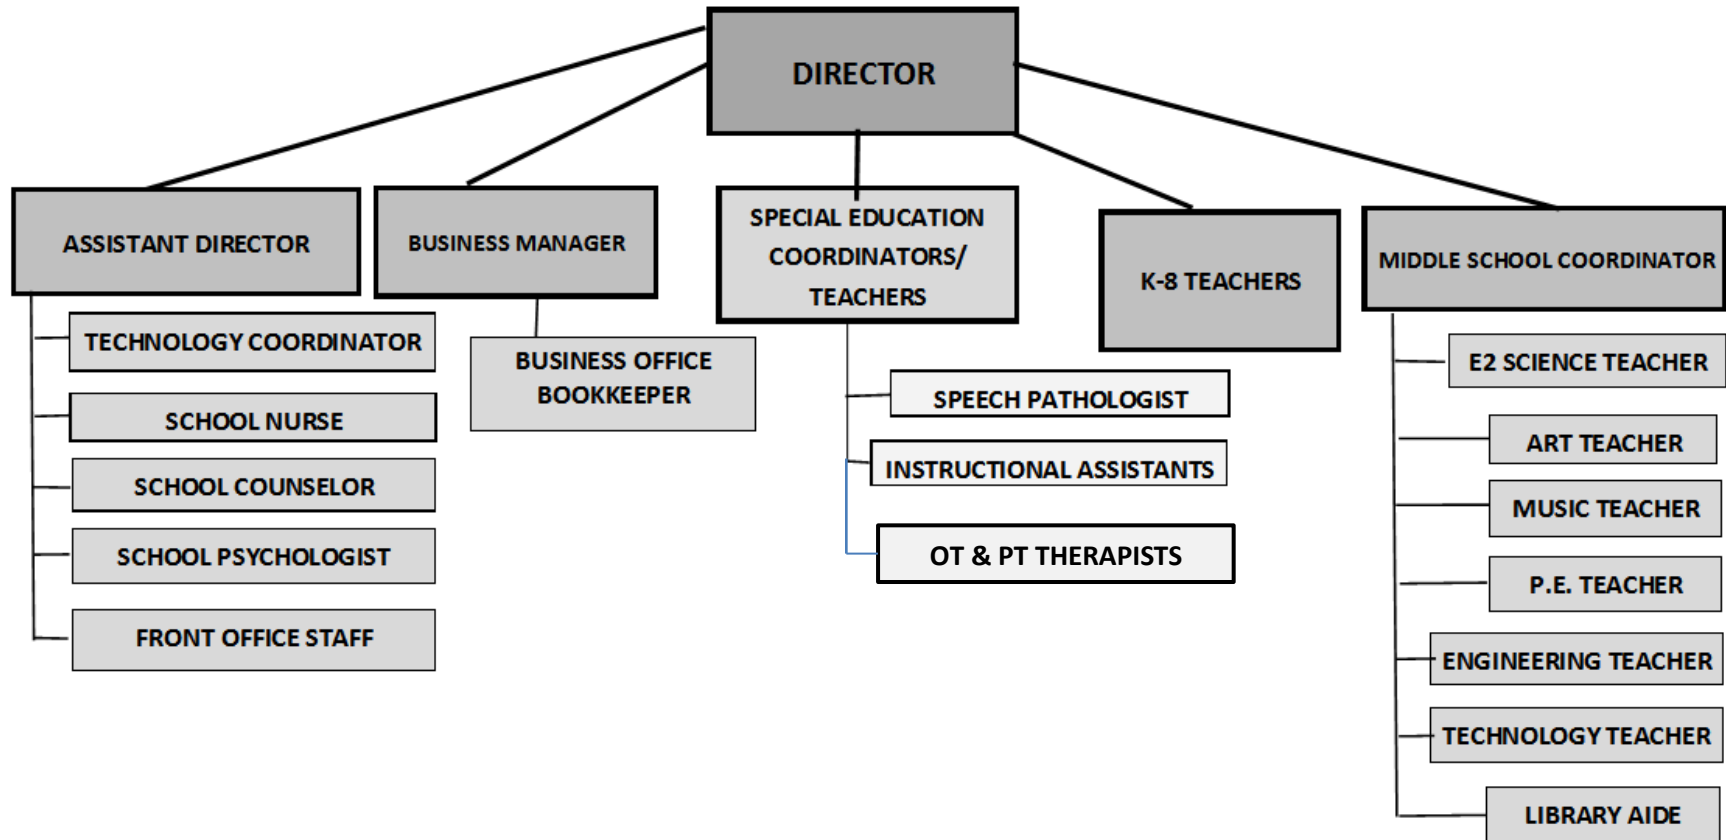 DIRECTOR
ASSISTANT DIRECTOR
TECHNOLOGY COORDINATOR
SCHOOL NURSE
SCHOOL COUNSELOR
SCHOOL PSYCHOLOGIST
FRONT OFFICE STAFF
BUSINESS MANAGER
BUSINESS OFFICE
BOOKKEEPER
SPECIAL EDUCATION
COORDINATORS/
TEACHERS
SPEECH PATHOLOGIST
INSTRUCTIONAL ASSISTANTS
OT & PT THERAPISTS
K-8 TEACHERS
MIDDLE SCHOOL COORDINATOR
E2 SCIENCE TEACHER
ART TEACHER
MUSIC TEACHER
P.E. TEACHER
ENGINEERING TEACHER
TECHNOLOGY TEACHER
LIBRARY AIDE